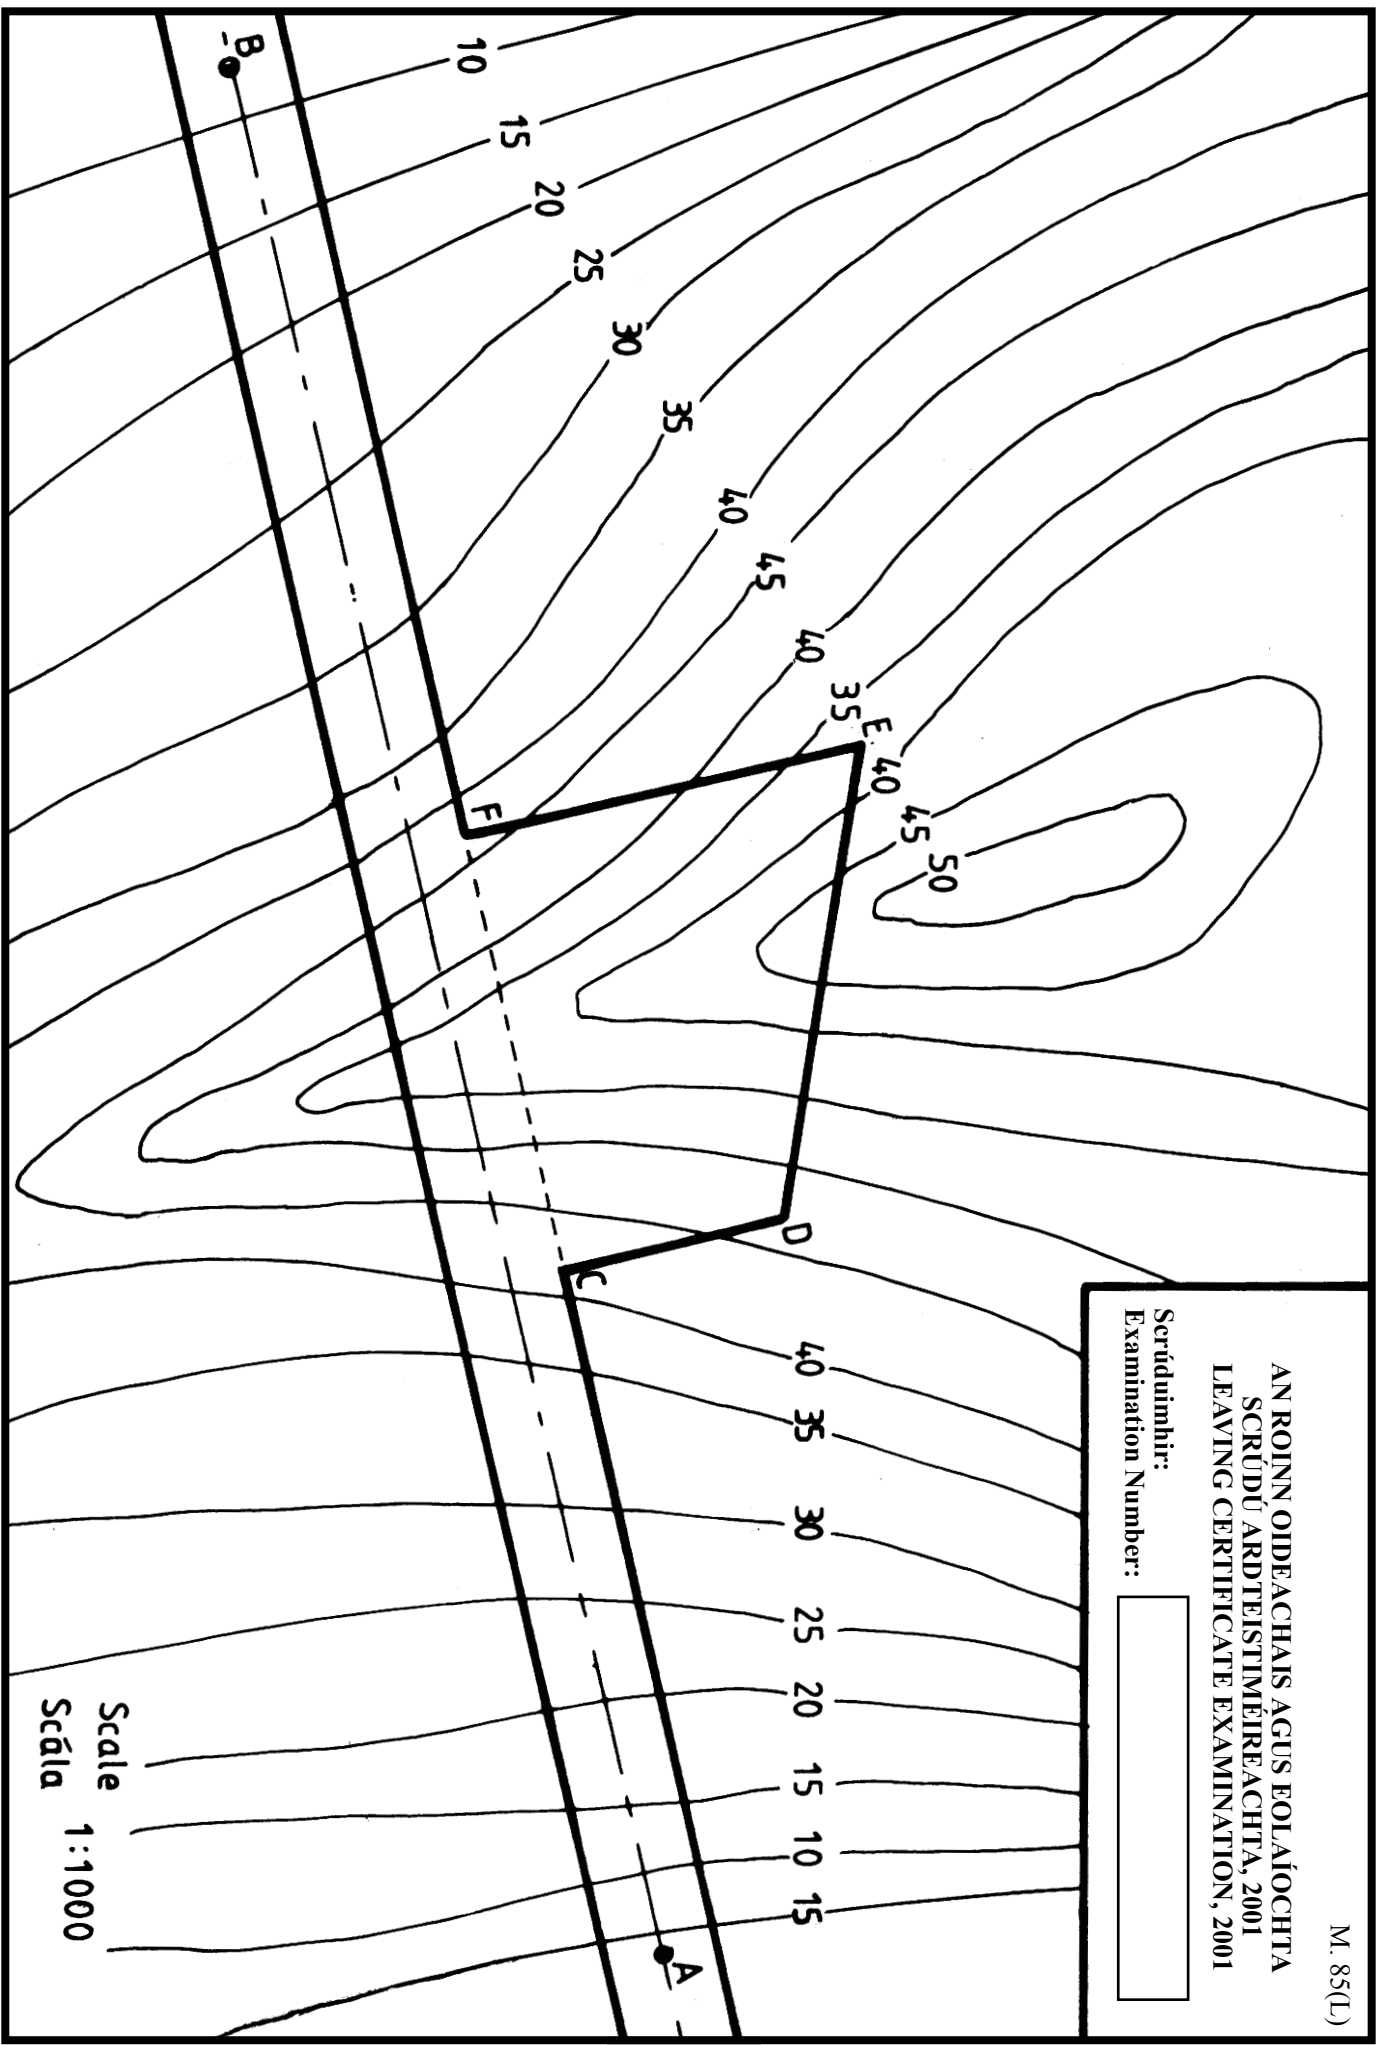 M. 85(L)
AN ROINN OIDEACHAIS AGUS EOLAÍOCHTA
SCRÚDÚ ARDTEISTIMÉIREACHTA, 2001
LEAVING CERTIFICATE EXAMINATION, 2001
Scrúduimhir:
Examination Number:
50
45
40
E
35
40
45
40
35
30
25
20
15
10
B
F
D
C
40
35
30
25
20
15
10
15
A
Scale
Scála 1:1000